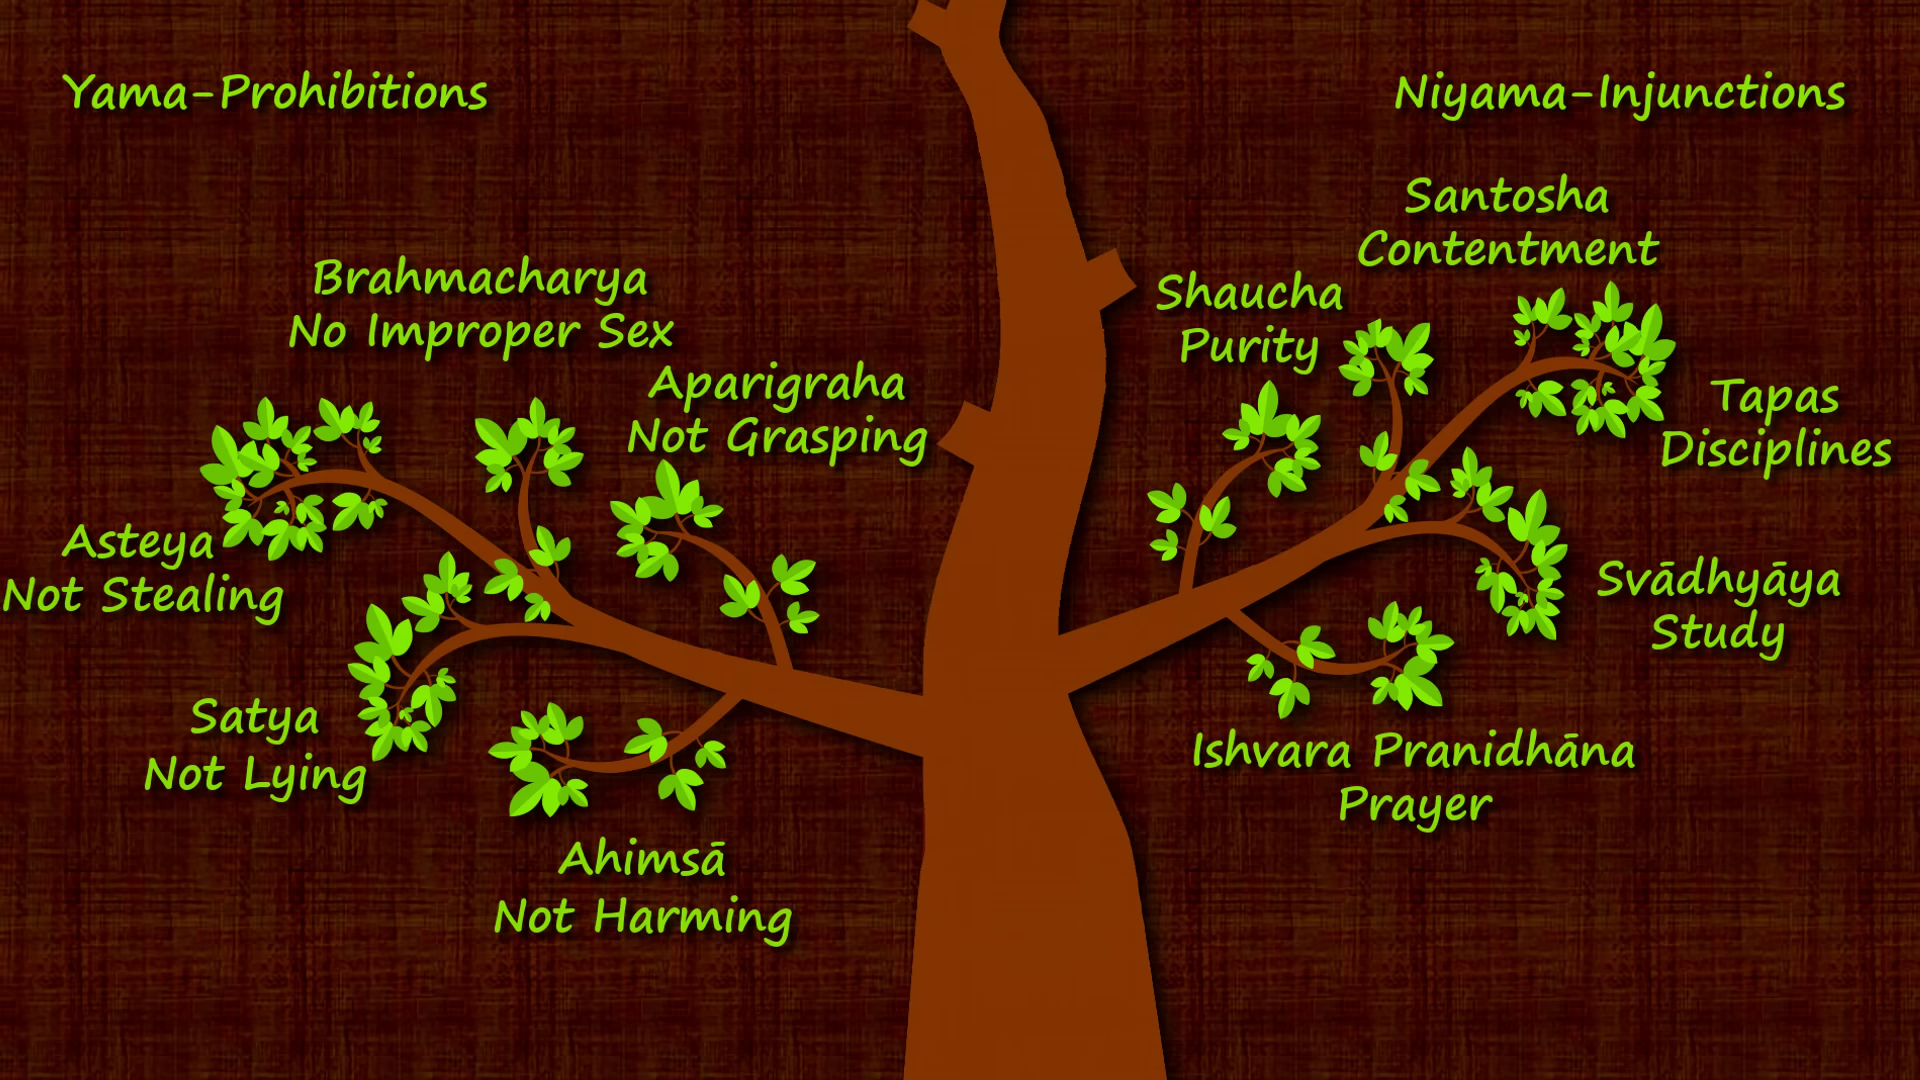 Yama-Prohibitions
Brahmacharya
No Improper Sex
Aparigraha
Not Grasping
Asteya
Not Stealing
Satya
Not Lying
Ahimsā
Not Harming
Niyama-Injunctions
Santosha
Contentment
Shaucha
Purity
Tapas
Disciplines
Svādhyāya
Study
Ishvara Pranidhāna
Prayer